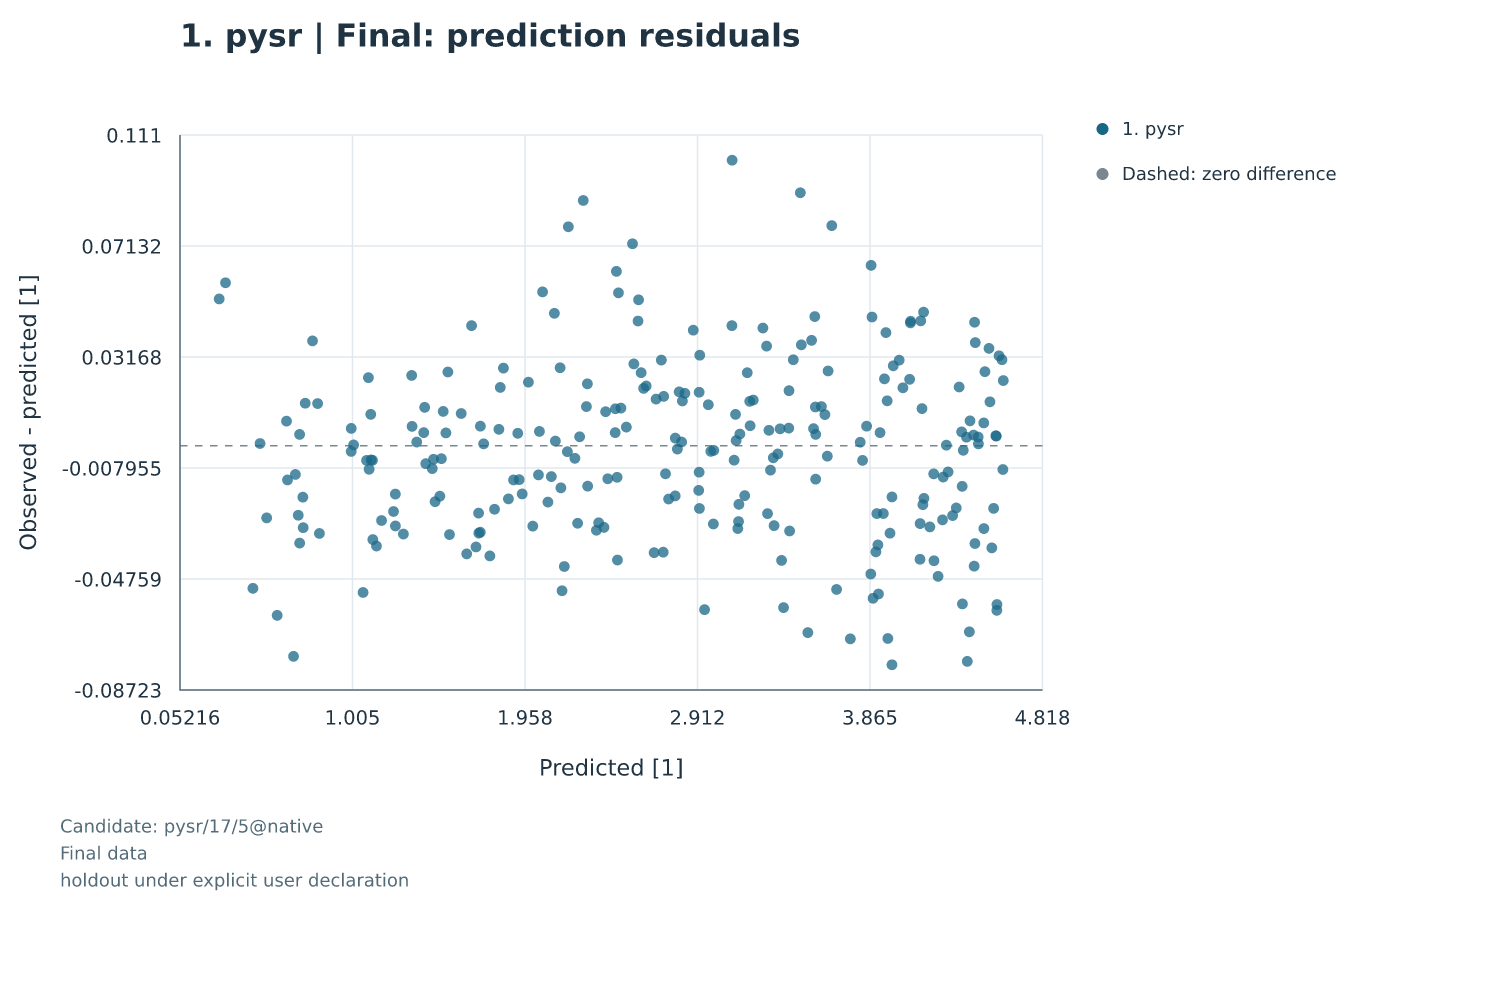 1. pysr | Final: prediction residuals
0.111
0.07132
0.03168
-0.007955
-0.04759
-0.08723
Observed - predicted [1]
0.05216
1.005
1.958
2.912
3.865
4.818
Predicted [1]
1. pysr
Dashed: zero difference
Candidate: pysr/17/5@native
Final data
holdout under explicit user declaration